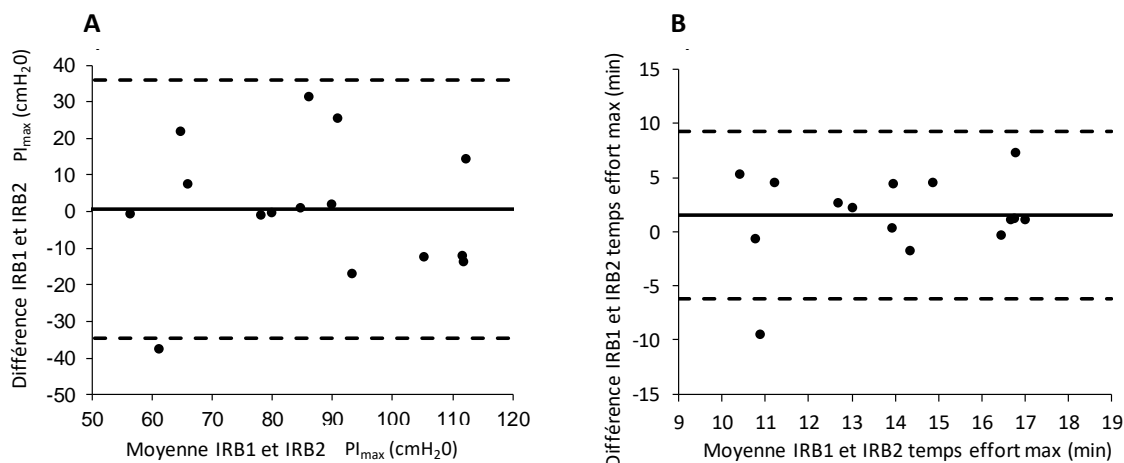 A
Différence IRB1 et IRB2 PImax (cmH20)
40
30
20
10
0
-10
-20
-30
-40
-50
50 60 70 80 90 100 110 120
Moyenne IRB1 et IRB2 PImax (cmH20)
B
Différence IRB1 et IRB2 temps effort max (min)
15
10
5
0
-5
-10
-15
9 10 11 12 13 14 15 16 17 18 19
Moyenne IRB1 et IRB2 temps effort max (min)